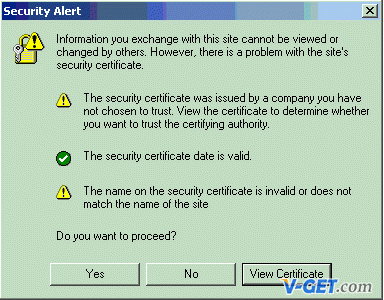 Security Alert
Information you exchange with this site cannot be viewed or
changed by others. However, there is a problem with the site's
security certificate.
The security certificate was issued by a company you have
not chosen to trust. View the certificate to determine whether
you want to trust the certifying authority.
The security certificate date is valid.
The name on the security certificate is invalid or does not
match the name of the site
Do you want to proceed?
Yes No View Certificate
V-GET.com